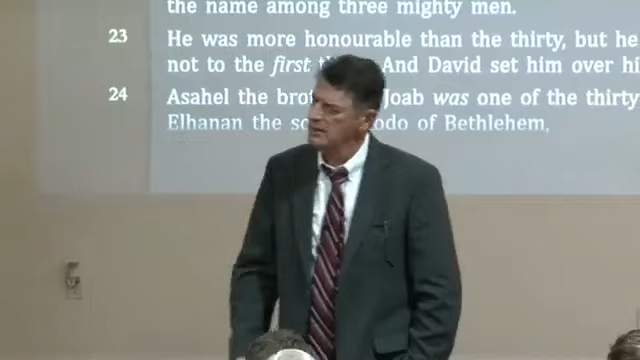 the name among three mighty men.
23 He was more honourable than the thirty, but he
not to the first And David set him over hi
24 Asahel the bro Joab was one of the thirty
Elhanan the so odo of Bethlehem,